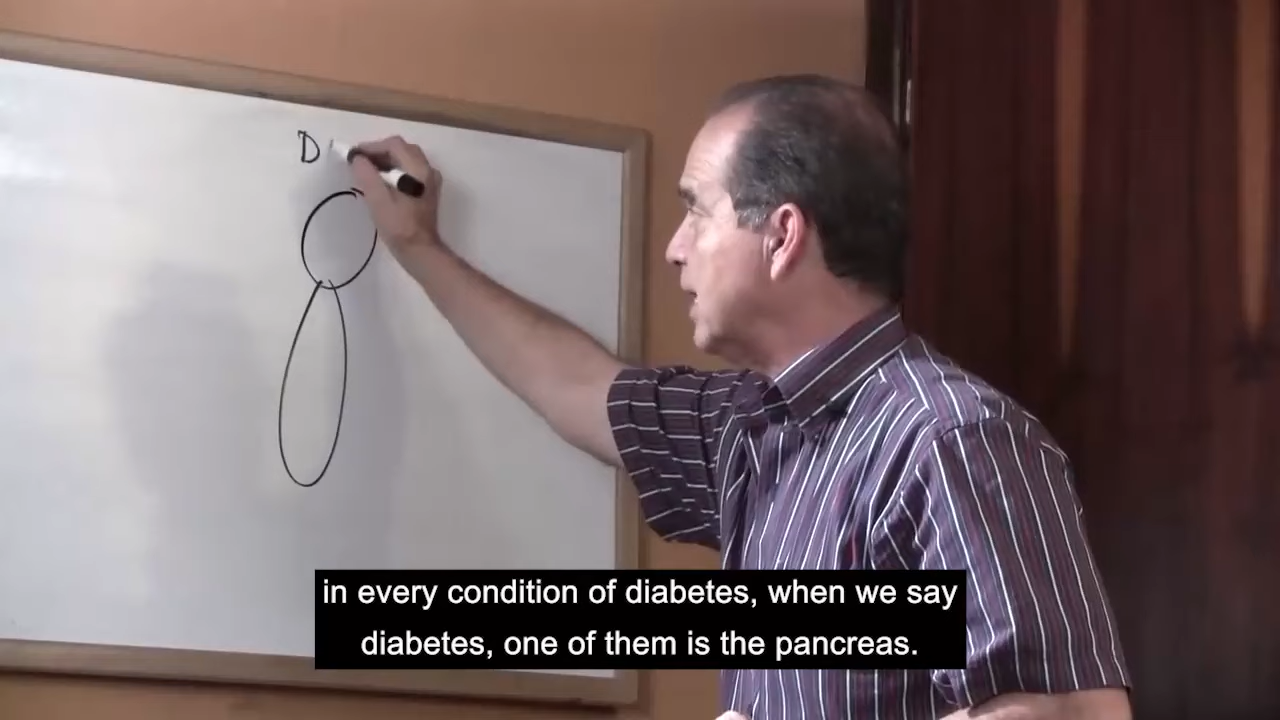 D
in every condition of diabetes, when we say
diabetes, one of them is the pancreas.